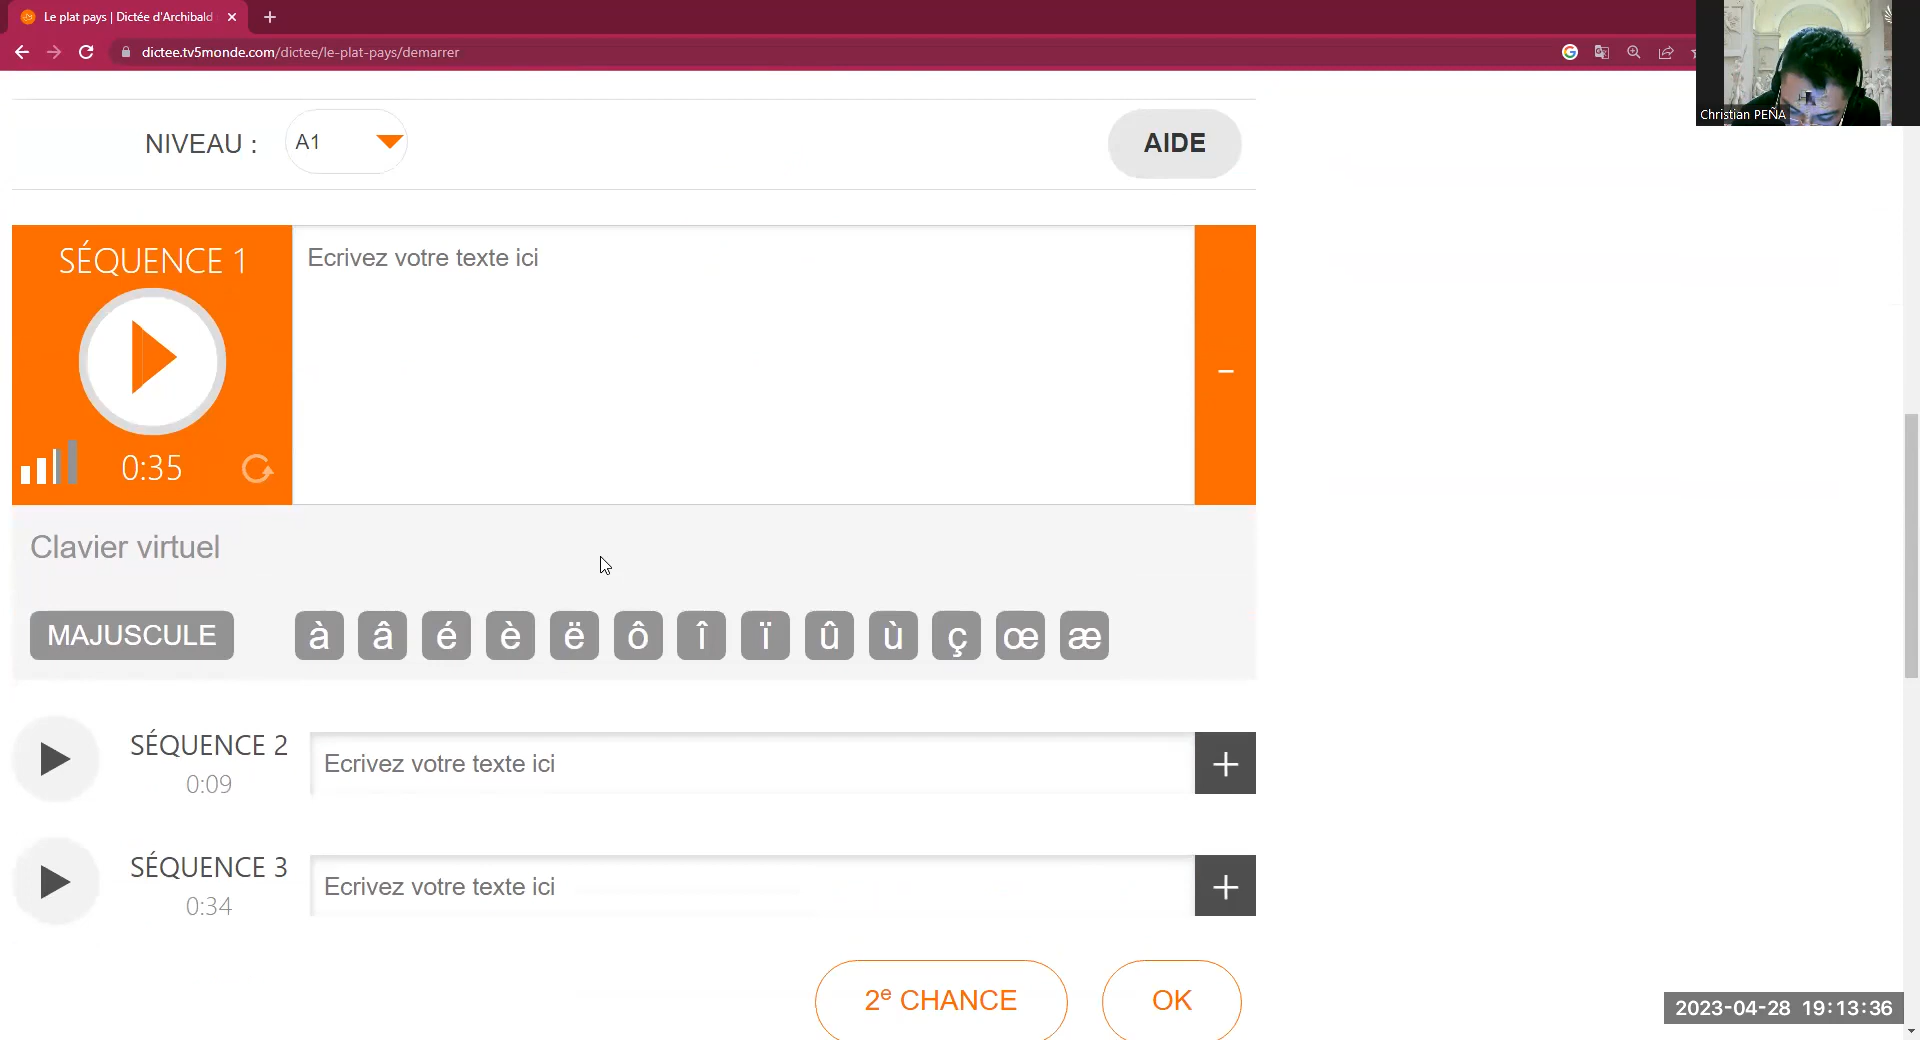 Le plat pays | Dictée d'Archibald
dictee.tv5monde.com/dictee/le-plat-pays/demarrer
Christian PEÑA
NIVEAU :
A1
AIDE
SÉQUENCE 1
Ecrivez votre texte ici
0:35
Clavier virtuel
MAJUSCULE
à â é è ë ô î ï û ù ç œ æ
SÉQUENCE 2
0:09
Ecrivez votre texte ici
+
SÉQUENCE 3
0:34
Ecrivez votre texte ici
+
2e CHANCE
OK
2023-04-28 19:13:36